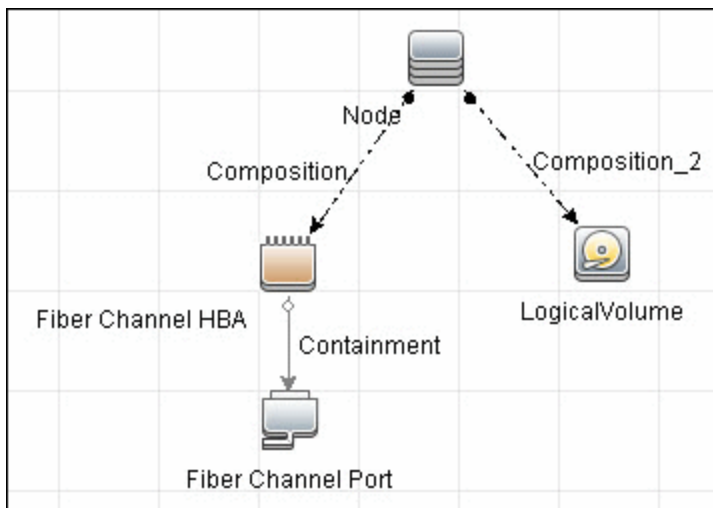 Node
Composition
Composition_2
Fiber Channel HBA
LogicalVolume
Containment
Fiber Channel Port